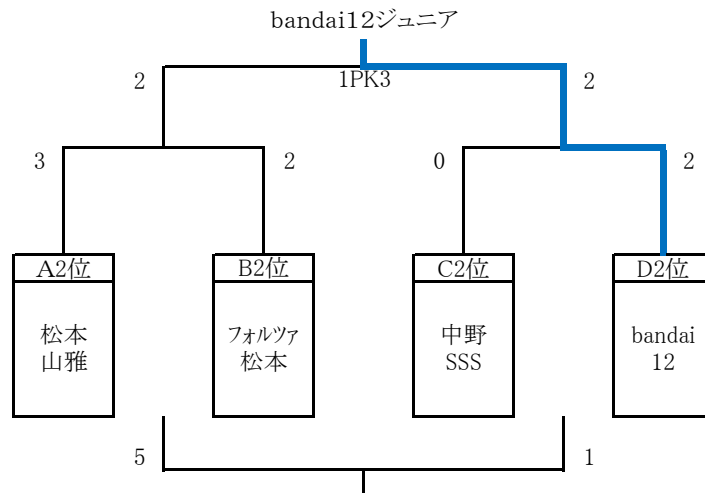 bandai12ジュニア
2
1PK3
2
3
2
0
2
A2位
B2位
C2位
D2位
松本
山雅
フォルツァ
松本
中野
SSS
bandai
12
5
1